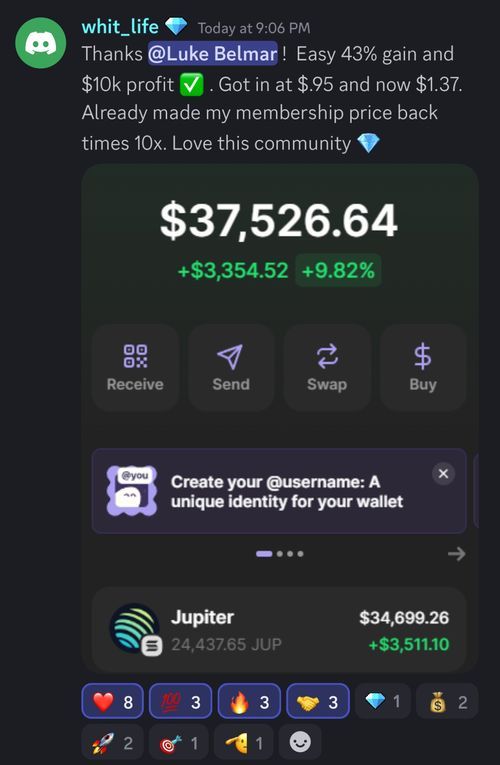 whit_life 💎 Today at 9:06 PM
Thanks @Luke Belmar ! Easy 43% gain and
$10k profit ✅ . Got in at $.95 and now $1.37.
Already made my membership price back
times 10x. Love this community 💎
$37,526.64
+$3,354.52 +9.82%
Receive Send Swap Buy
@you
Create your @username: A
unique identity for your wallet
Jupiter $34,699.26
24,437.65 JUP +$3,511.10
❤️ 8 💯 3 🔥 3 🤝 3 💎 1 💰 2
🚀 2 🎯 1 🫡 1